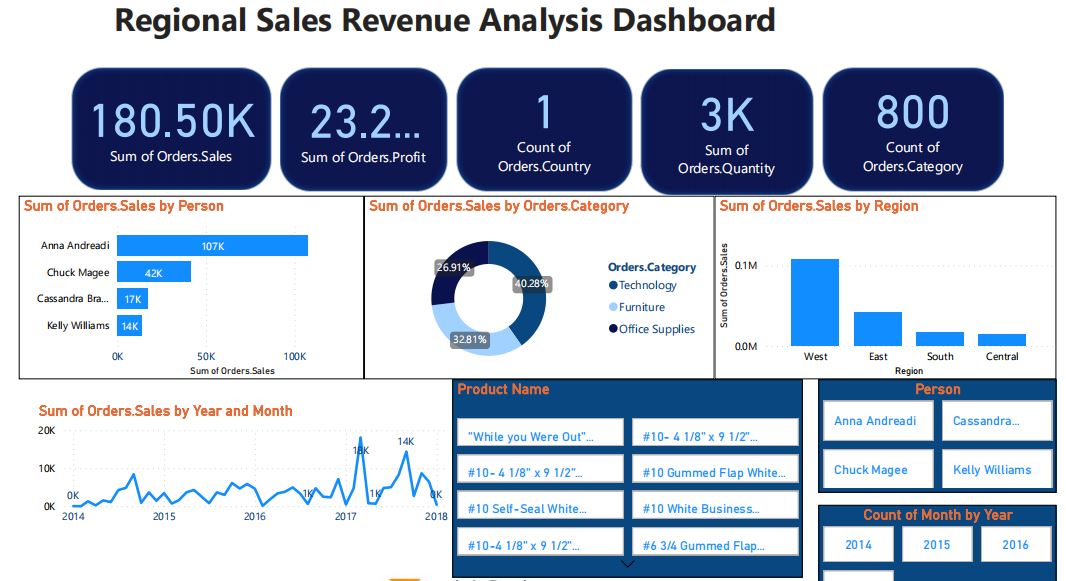 Regional Sales Revenue Analysis Dashboard
180.50K
Sum of Orders.Sales
23.2...
Sum of Orders.Profit
1
Count of
Orders.Country
3K
Sum of
Orders.Quantity
800
Count of
Orders.Category
Sum of Orders.Sales by Person
Anna Andreadi
107K
Chuck Magee
42K
Cassandra Bra...
17K
Kelly Williams
14K
0K
50K
100K
Sum of Orders.Sales
Sum of Orders.Sales by Orders.Category
26.91%
40.28%
32.81%
Orders.Category
Technology
Furniture
Office Supplies
Sum of Orders.Sales by Region
Sum of Orders.Sales
0.1M
0.0M
West
East
South
Central
Region
Sum of Orders.Sales by Year and Month
20K
10K
0K
0K
1K
18K
1K
14K
0K
2014
2015
2016
2017
2018
Product Name
"While you Were Out"...
#10- 4 1/8" x 9 1/2"...
#10-4 1/8" x 9 1/2"...
#10 Gummed Flap White...
#10 Self-Seal White...
#10 White Business...
#10-4 1/8" x 9 1/2"...
#6 3/4 Gummed Flap...
Person
Anna Andreadi
Cassandra...
Chuck Magee
Kelly Williams
Count of Month by Year
2014
2015
2016